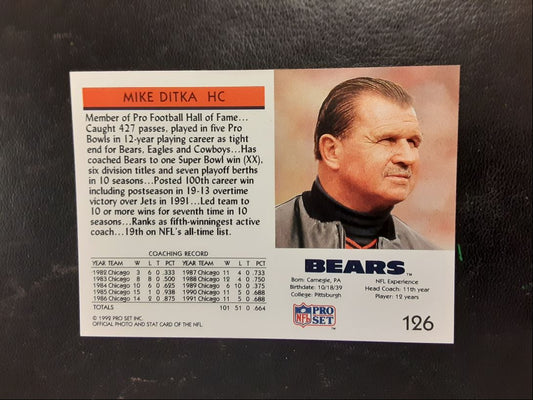 MIKE DITKA HC
Member of Pro Football Hall of Fame...
Caught 427 passes, played in five Pro
Bowls in 12-year playing career as tight
end for Bears, Eagles and Cowboys...Has
coached Bears to one Super Bowl win (XX),
six division titles and seven playoff berths
in 10 seasons...Posted 100th career win
including postseason in 19-13 overtime
victory over Jets in 1991...Led team to
10 or more wins for seventh time in 10
seasons...Ranks as fifth-winningest active
coach...19th on NFL's all-time list.
COACHING RECORD
YEAR TEAM W L T PCT YEAR TEAM W L T PCT
1982 Chicago 3 6 0 .333 1987 Chicago 11 4 0 .733
1983 Chicago 8 8 0 .500 1988 Chicago 12 4 0 .750
1984 Chicago 10 6 0 .625 1989 Chicago 6 10 0 .375
1985 Chicago 15 1 0 .938 1990 Chicago 11 5 0 .688
1986 Chicago 14 2 0 .875 1991 Chicago 11 5 0 .688
TOTALS 101 51 0 .664
© 1992 PRO SET INC.
OFFICIAL PHOTO AND STAT CARD OF THE NFL.
BEARS™
Born: Carnegie, PA
Birthdate: 10/18/39
College: Pittsburgh
NFL Experience
Head Coach: 11th year
Player: 12 years
NFL PRO SET
126